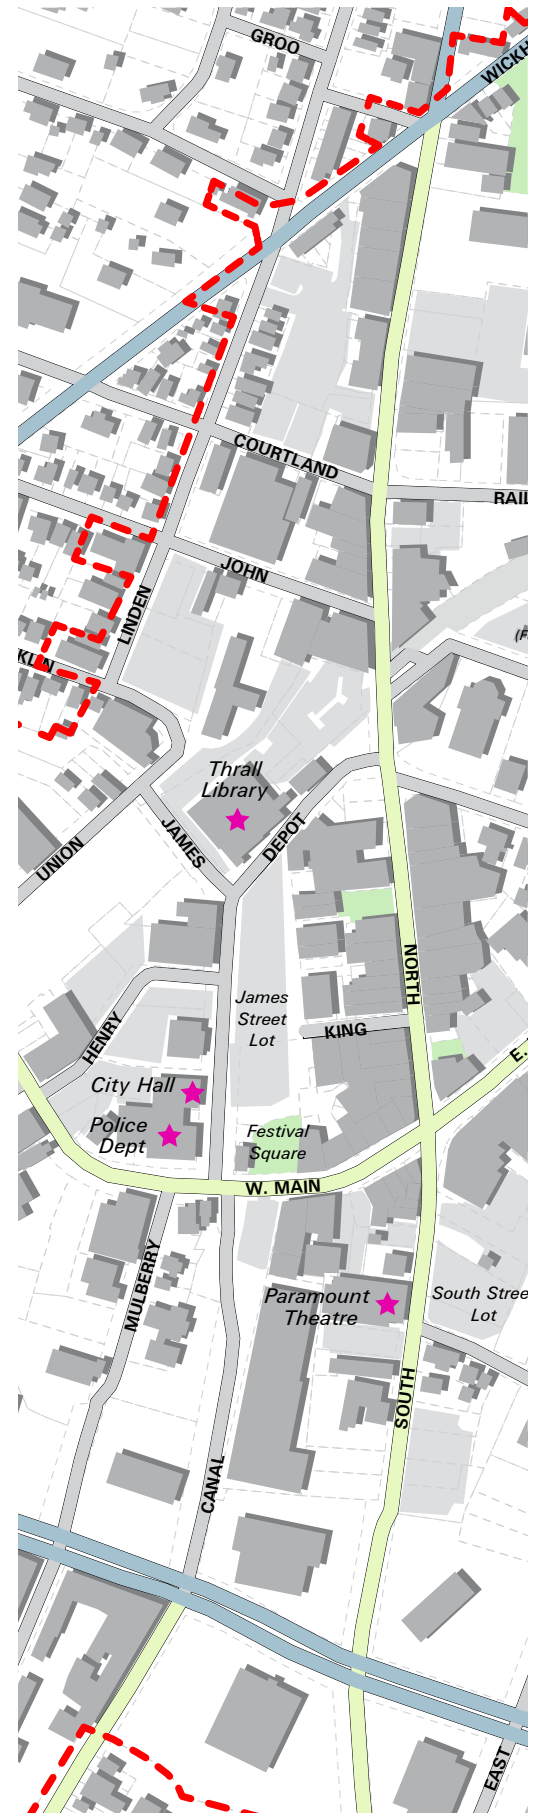 GROO
WICKH
COURTLAND
RAIL
JOHN
LINDEN
(F
KLIN
Thrall
Library
DEPOT
JAMES
UNION
NORTH
James
Street
Lot
KING
HENRY
E.
City Hall
Police
Dept
Festival
Square
W. MAIN
MULBERRY
Paramount
Theatre
South Stree
Lot
SOUTH
CANAL
EAST